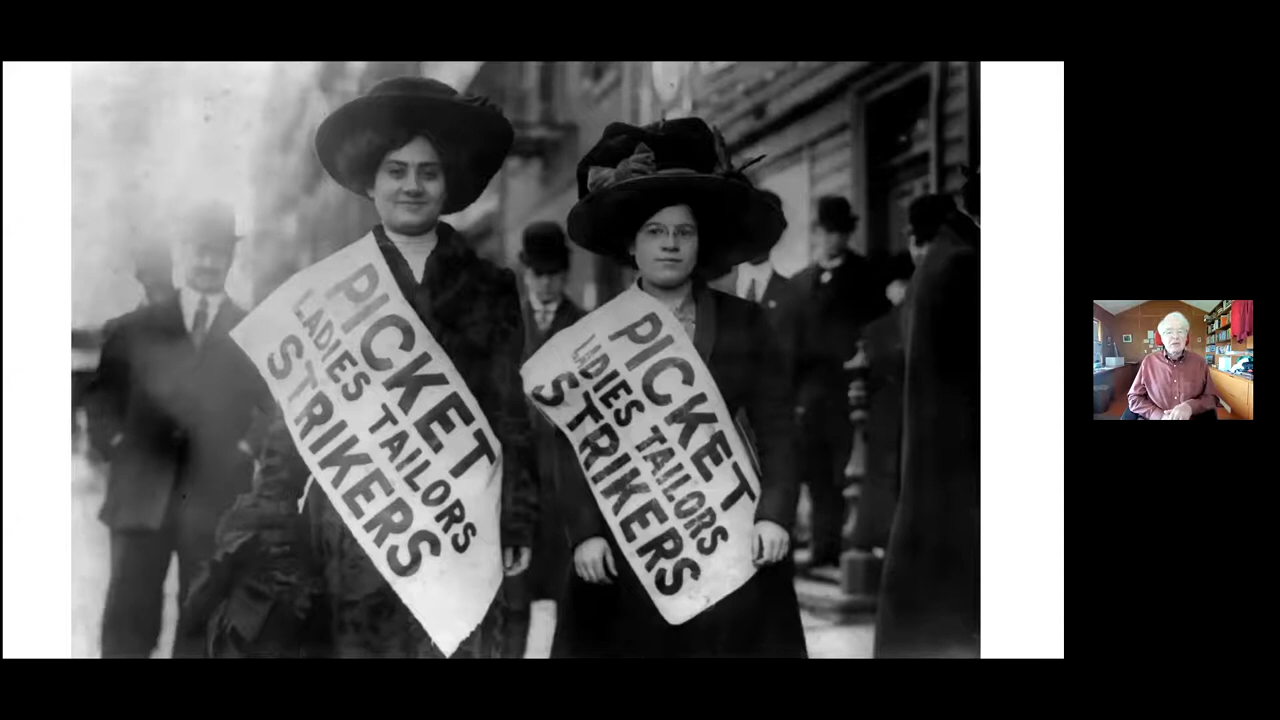 PICKET
LADIES TAILORS
STRIKERS
PICKET
LADIES TAILORS
STRIKERS